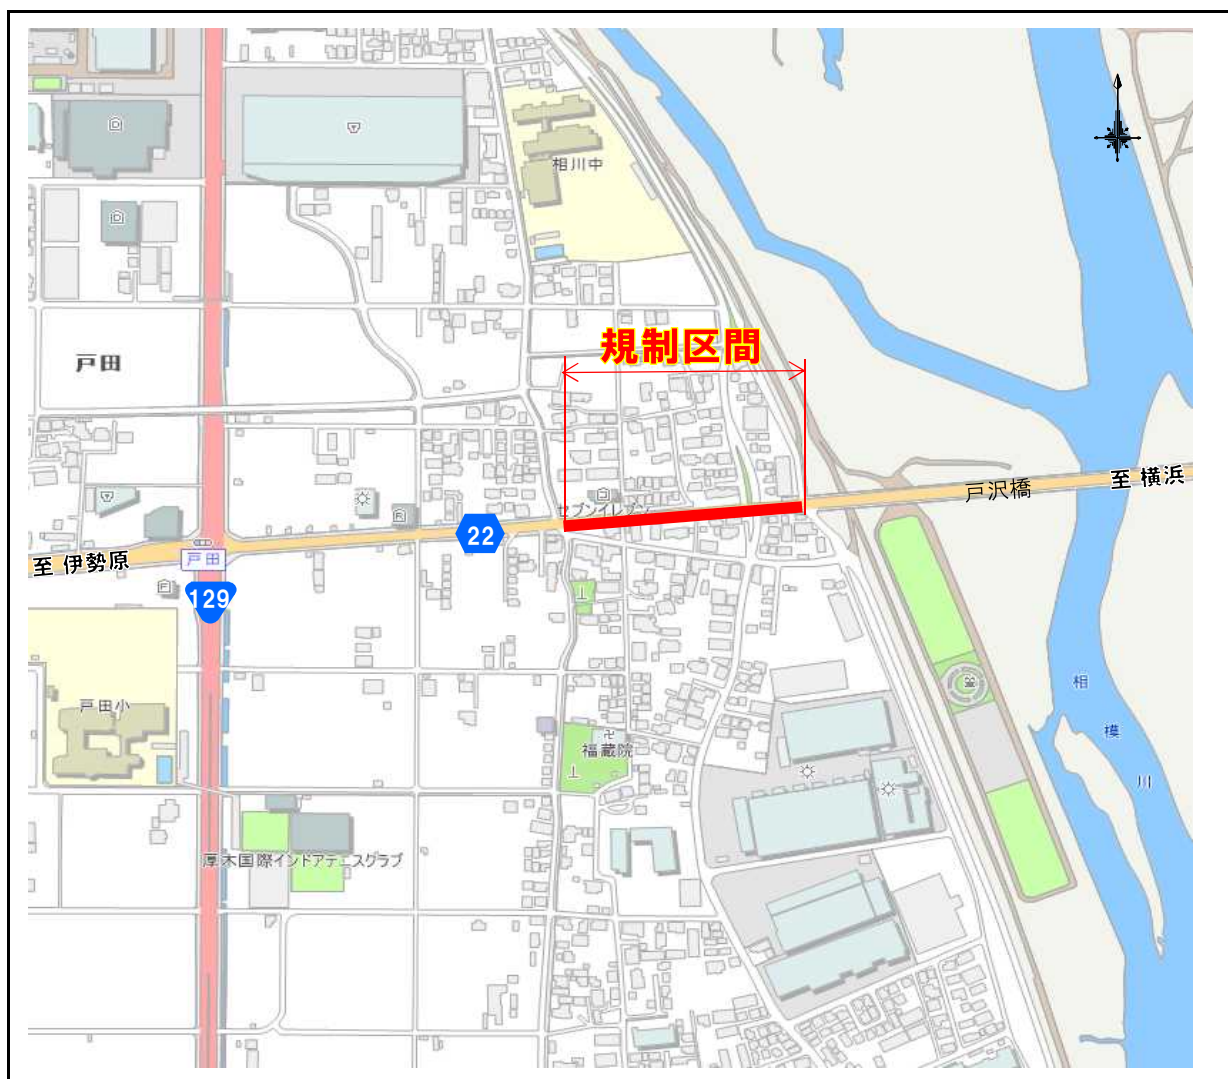 相川中
規制区間
戸田
至 横浜
戸沢橋
セブンイレブン
22
戸田
至 伊勢原
129
相
模
川
戸田小
福蔵院
厚木国際インドアテニスクラブ